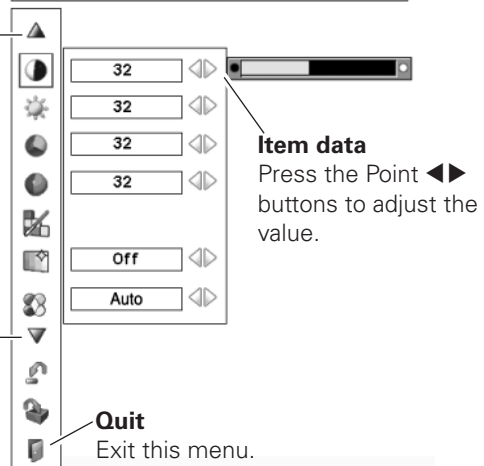 32
32
32
32
Off
Auto
Item data
Press the Point ◀▶
buttons to adjust the
value.
Quit
Exit this menu.